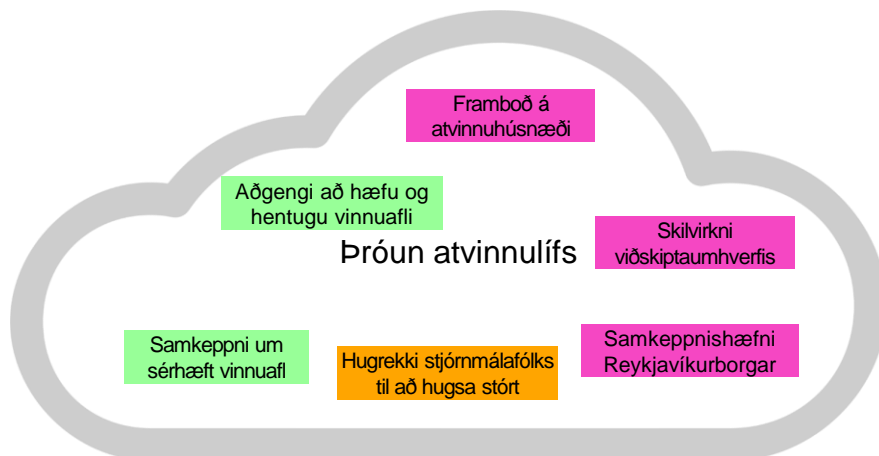 Framboð á
atvinnuhúsnæði
Aðgengi að hæfu og
hentugu vinnuafli
Skilvirkni
viðskiptaumhverfis
Þróun atvinnulífs
Samkeppni um
sérhæft vinnuafl
Hugrekki stjórnmálafólks
til að hugsa stórt
Samkeppnishæfni
Reykjavíkurborgar